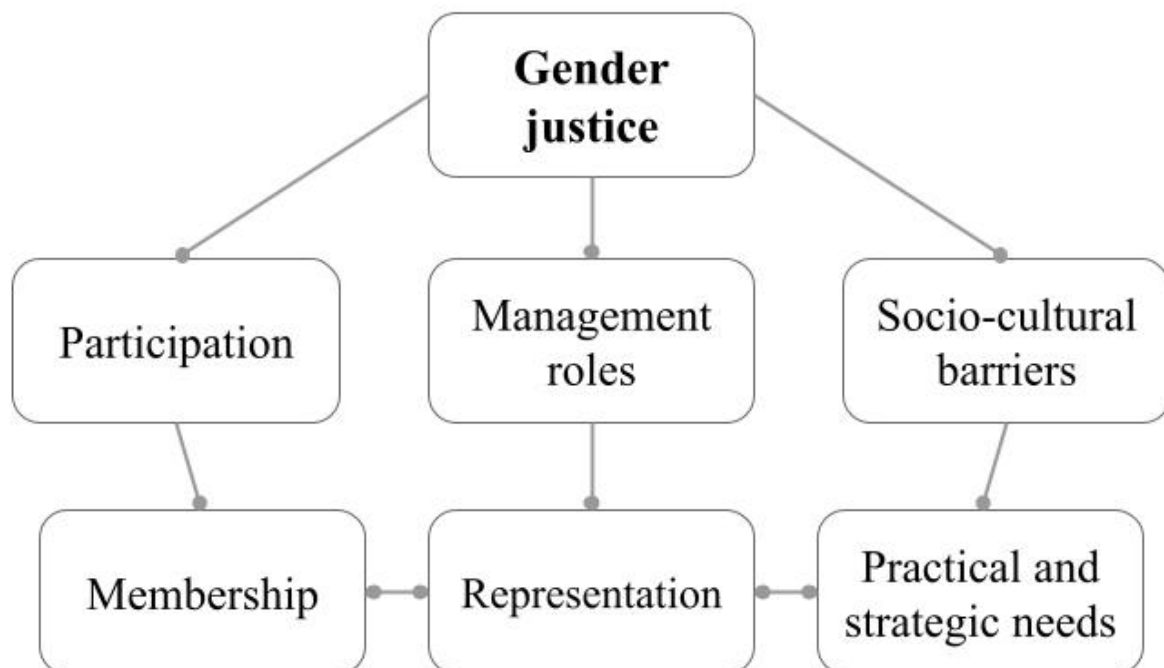 Gender
justice
Participation
Management
roles
Socio-cultural
barriers
Membership
Representation
Practical and
strategic needs